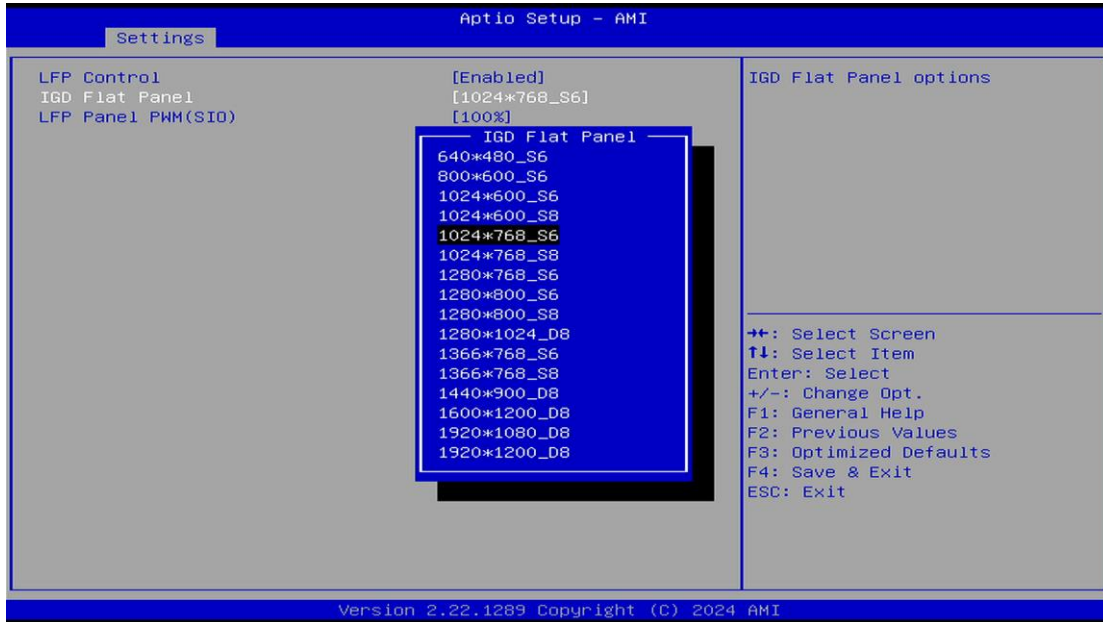 Aptio Setup - AMI
Settings
LFP Control [Enabled]
IGD Flat Panel [1024*768_S6]
LFP Panel PWM(SIO) [100%]
IGD Flat Panel
640*480_S6
800*600_S6
1024*600_S6
1024*600_S8
1024*768_S6
1024*768_S8
1280*768_S6
1280*800_S6
1280*800_S8
1280*1024_D8
1366*768_S6
1366*768_S8
1440*900_D8
1600*1200_D8
1920*1080_D8
1920*1200_D8
IGD Flat Panel options
→←: Select Screen
↑↓: Select Item
Enter: Select
+/-: Change Opt.
F1: General Help
F2: Previous Values
F3: Optimized Defaults
F4: Save & Exit
ESC: Exit
Version 2.22.1289 Copyright (C) 2024 AMI